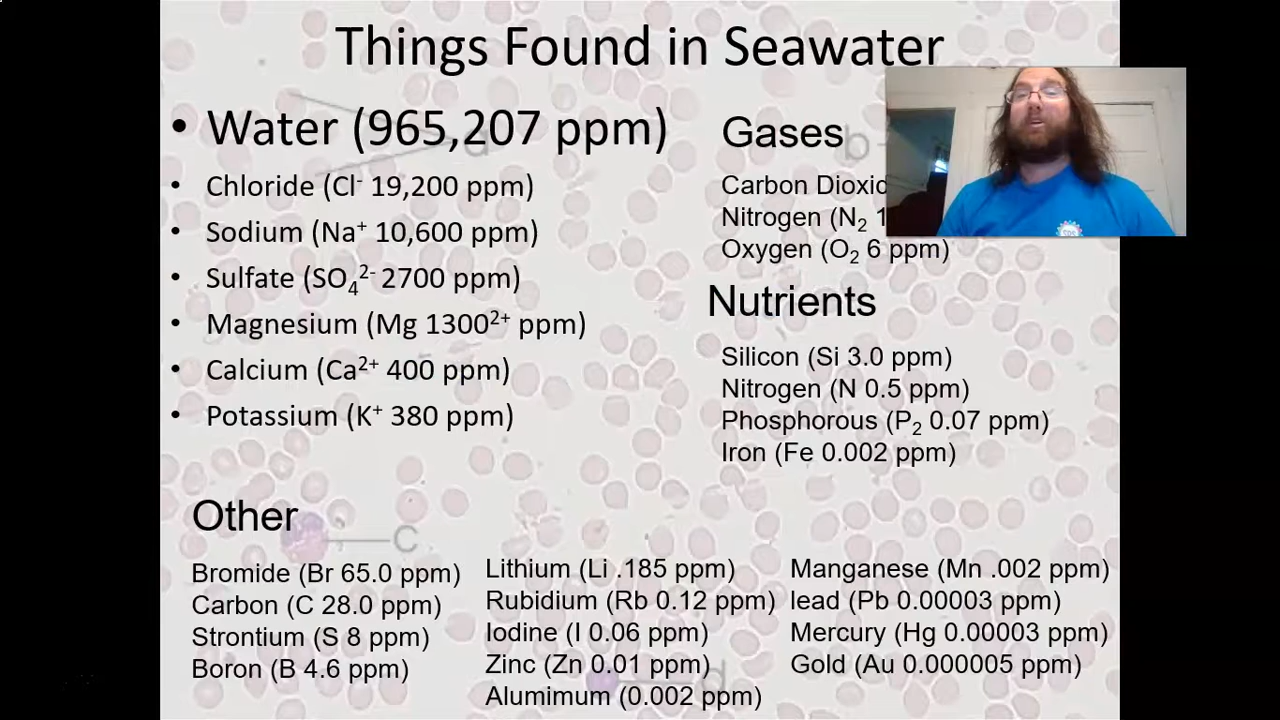 Things Found in Seawater
• Water (965,207 ppm)
• Chloride (Cl⁻ 19,200 ppm)
• Sodium (Na⁺ 10,600 ppm)
• Sulfate (SO₄²⁻ 2700 ppm)
• Magnesium (Mg 1300²⁺ ppm)
• Calcium (Ca²⁺ 400 ppm)
• Potassium (K⁺ 380 ppm)
Gases
b
Carbon
Nitrogen (N₂
Oxygen (O₂ 6 ppm)
Nutrients
Silicon (Si 3.0 ppm)
Nitrogen (N 0.5 ppm)
Phosphorous (P₂ 0.07 ppm)
Iron (Fe 0.002 ppm)
Other
c
Bromide (Br 65.0 ppm)
Carbon (C 28.0 ppm)
Strontium (S 8 ppm)
Boron (B 4.6 ppm)
Lithium (Li .185 ppm)
Rubidium (Rb 0.12 ppm)
Iodine (I 0.06 ppm)
Zinc (Zn 0.01 ppm)
Alumimum (0.002 ppm)
d
Manganese (Mn .002 ppm)
lead (Pb 0.00003 ppm)
Mercury (Hg 0.00003 ppm)
Gold (Au 0.000005 ppm)